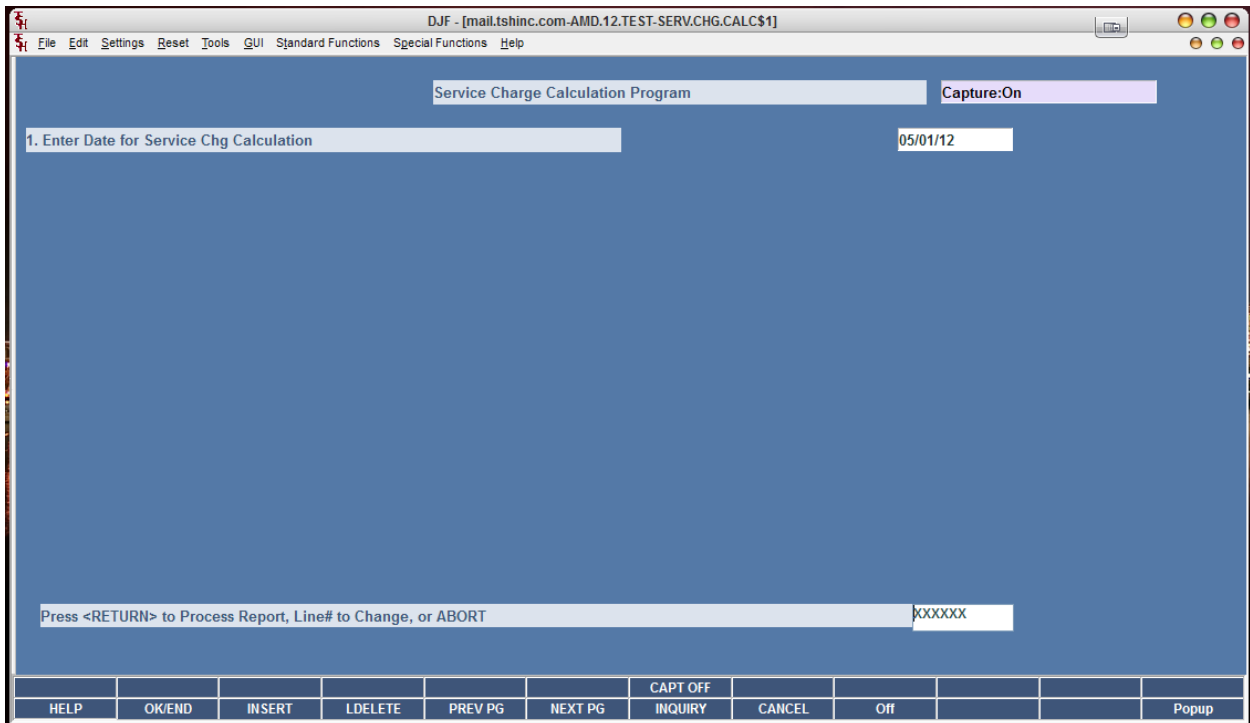 DJF - [mail.tshinc.com-AMD.12.TEST-SERV.CHG.CALC$1]
File Edit Settings Reset Tools GUI Standard Functions Special Functions Help
Service Charge Calculation Program Capture:On
1. Enter Date for Service Chg Calculation 05/01/12
Press <RETURN> to Process Report, Line# to Change, or ABORT XXXXXX
CAPT OFF
HELP OK/END INSERT LDELETE PREV PG NEXT PG INQUIRY CANCEL Off Popup